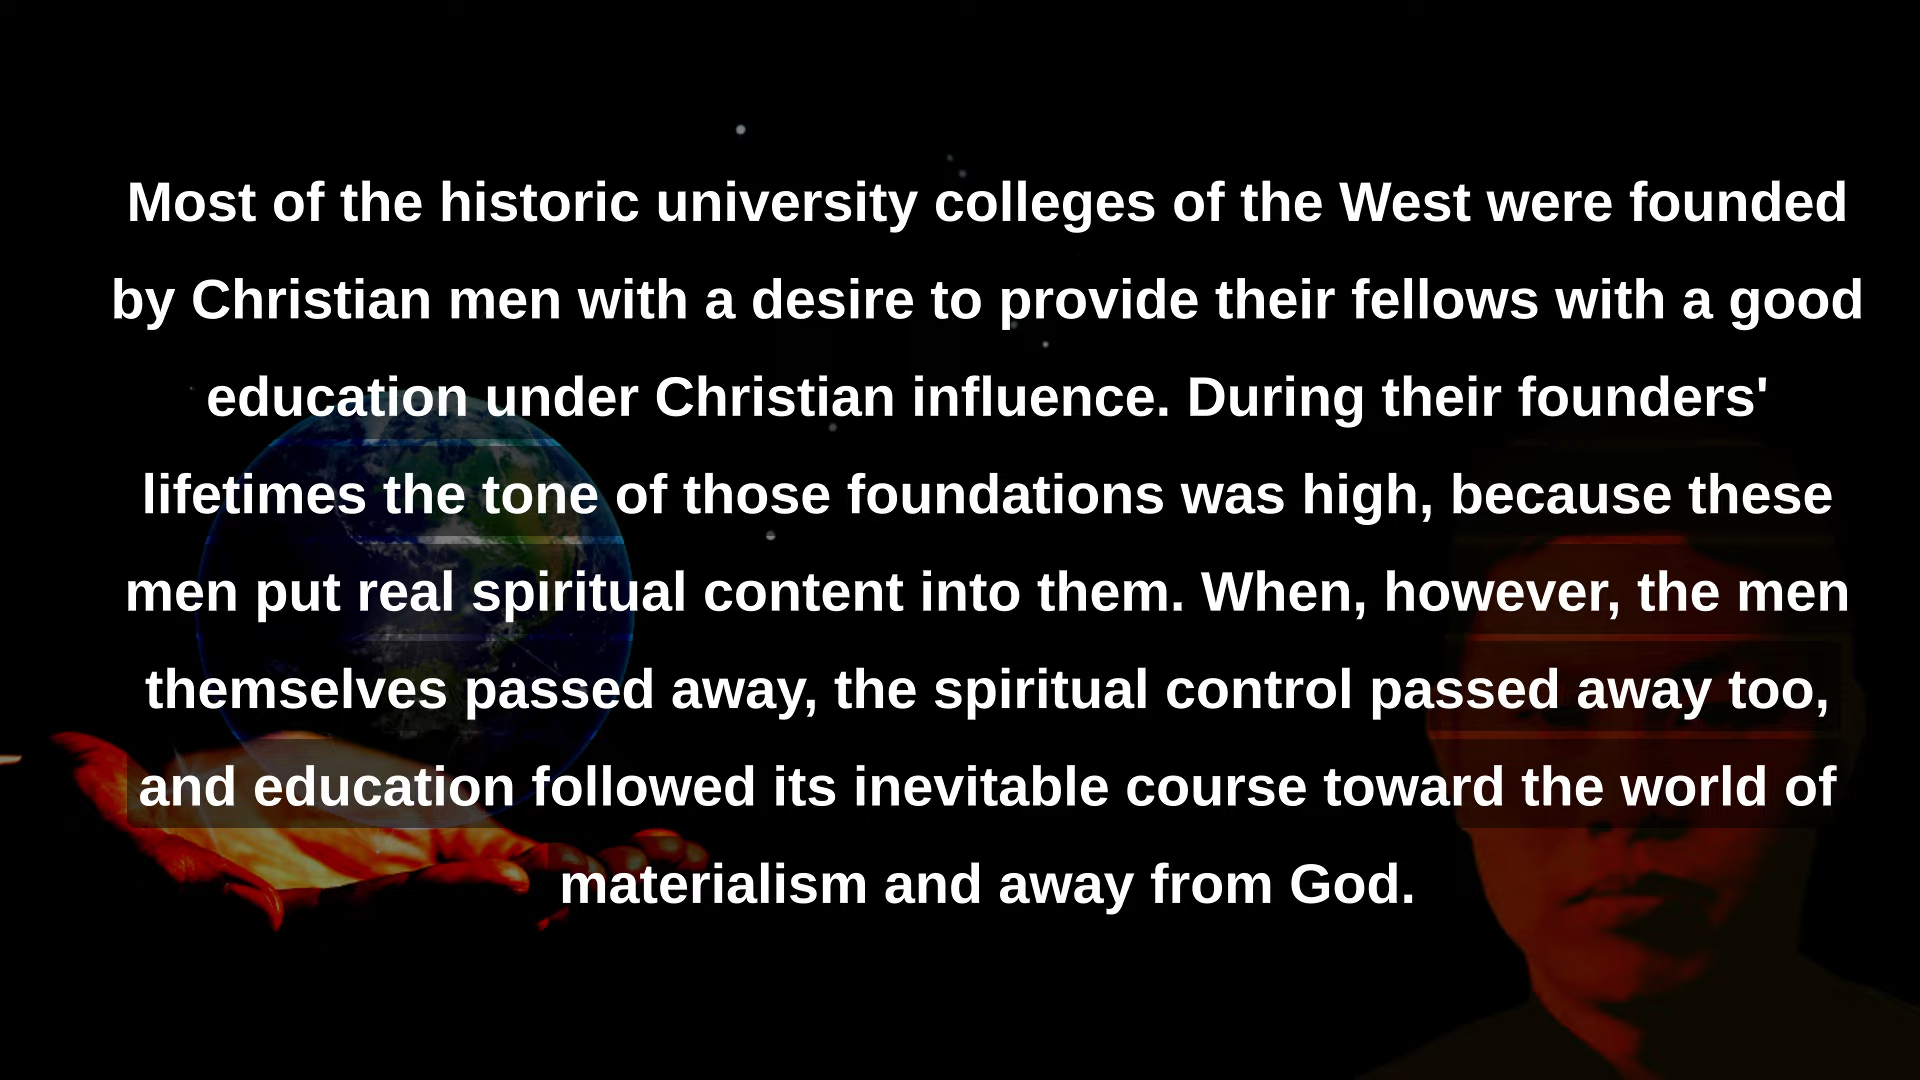 Most of the historic university colleges of the West were founded
by Christian men with a desire to provide their fellows with a good
education under Christian influence. During their founders'
lifetimes the tone of those foundations was high, because these
men put real spiritual content into them. When, however, the men
themselves passed away, the spiritual control passed away too,
and education followed its inevitable course toward the world of
materialism and away from God.